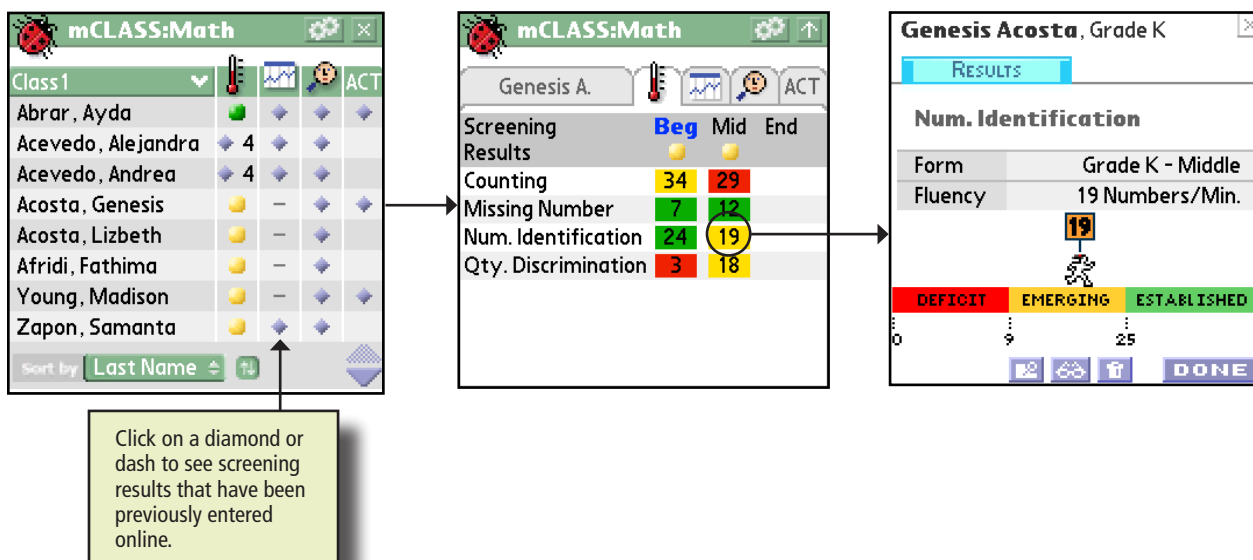 mCLASS:Math
Class1 ACT
Abrar, Ayda
Acevedo, Alejandra 4
Acevedo, Andrea 4
Acosta, Genesis –
Acosta, Lizbeth –
Afridi, Fathima –
Young, Madison –
Zapon, Samanta
Sort by Last Name
Click on a diamond or
dash to see screening
results that have been
previously entered
online.
mCLASS:Math
Genesis A. ACT
Screening Beg Mid End
Results
Counting 34 29
Missing Number 7 12
Num. Identification 24 19
Qty. Discrimination 3 18
Genesis Acosta, Grade K
RESULTS
Num. Identification
Form Grade K - Middle
Fluency 19 Numbers/Min.
19
DEFICIT EMERGING ESTABLISHED
0 9 25
DONE